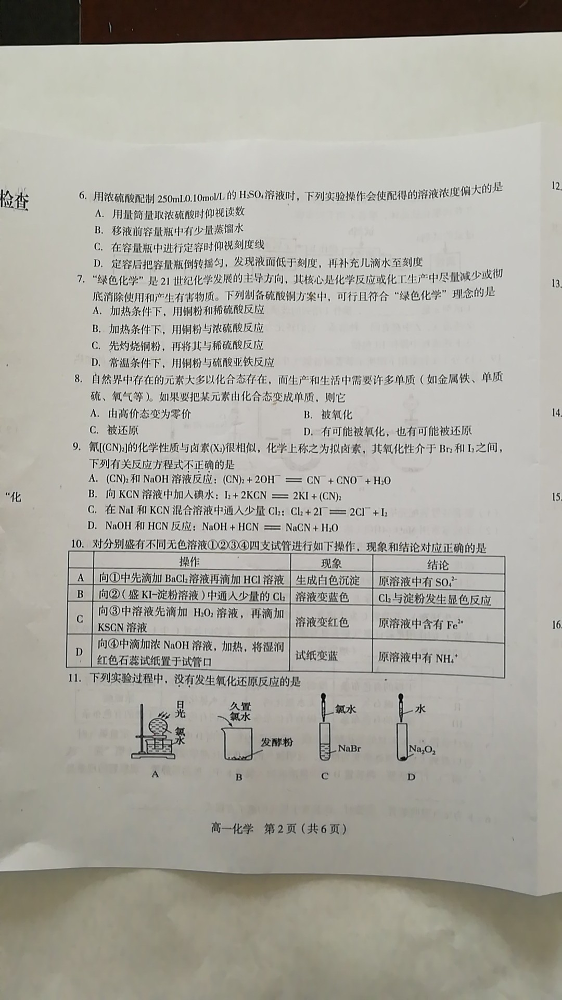 检查
“化
6. 用浓硫酸配制 250mL0.10mol/L 的 H₂SO₄ 溶液时，下列实验操作会使配得的溶液浓度偏大的是
A. 用量筒量取浓硫酸时仰视读数
B. 移液前容量瓶中有少量蒸馏水
C. 在容量瓶中进行定容时仰视刻度线
D. 定容后把容量瓶倒转摇匀，发现液面低于刻度，再补充几滴水至刻度
7. “绿色化学”是 21 世纪化学发展的主导方向，其核心是化学反应或化工生产中尽量减少或彻
底消除使用和产生有害物质。下列制备硫酸铜方案中，可行且符合“绿色化学”理念的是
A. 加热条件下，用铜粉和稀硫酸反应
B. 加热条件下，用铜粉与浓硫酸反应
C. 先灼烧铜粉，再将其与稀硫酸反应
D. 常温条件下，用铜粉与硫酸亚铁反应
8. 自然界中存在的元素大多以化合态存在，而生产和生活中需要许多单质（如金属铁、单质
硫、氧气等）。如果要把某元素由化合态变成单质，则它
A. 由高价态变为零价 B. 被氧化
C. 被还原 D. 有可能被氧化，也有可能被还原
9. 氰[(CN)₂]的化学性质与卤素(X₂)很相似，化学上称之为拟卤素，其氧化性介于 Br₂ 和 I₂ 之间，
下列有关反应方程式不正确的是
A. (CN)₂ 和 NaOH 溶液反应：(CN)₂ + 2OH⁻ ══ CN⁻ + CNO⁻ + H₂O
B. 向 KCN 溶液中加入碘水：I₂ + 2KCN ══ 2KI + (CN)₂
C. 在 NaI 和 KCN 混合溶液中通入少量 Cl₂：Cl₂ + 2I⁻ ══ 2Cl⁻ + I₂
D. NaOH 和 HCN 反应：NaOH + HCN ══ NaCN + H₂O
10. 对分别盛有不同无色溶液①②③④四支试管进行如下操作，现象和结论对应正确的是
操作 现象 结论
A 向①中先滴加 BaCl₂ 溶液再滴加 HCl 溶液 生成白色沉淀 原溶液中有 SO₄²⁻
B 向②（盛 KI-淀粉溶液）中通入少量的 Cl₂ 溶液变蓝色 Cl₂ 与淀粉发生显色反应
C 向③中溶液先滴加 H₂O₂ 溶液，再滴加
KSCN 溶液 溶液变红色 原溶液中含有 Fe²⁺
D 向④中滴加浓 NaOH 溶液，加热，将湿润
红色石蕊试纸置于试管口 试纸变蓝 原溶液中有 NH₄⁺
11. 下列实验过程中，没有发生氧化还原反应的是
日光
氯水
A
久置
氯水
发酵粉
B
氯水
NaBr
C
水
Na₂O₂
D
高一化学 第 2 页（共 6 页）
12.
13.
14.
15.
16.